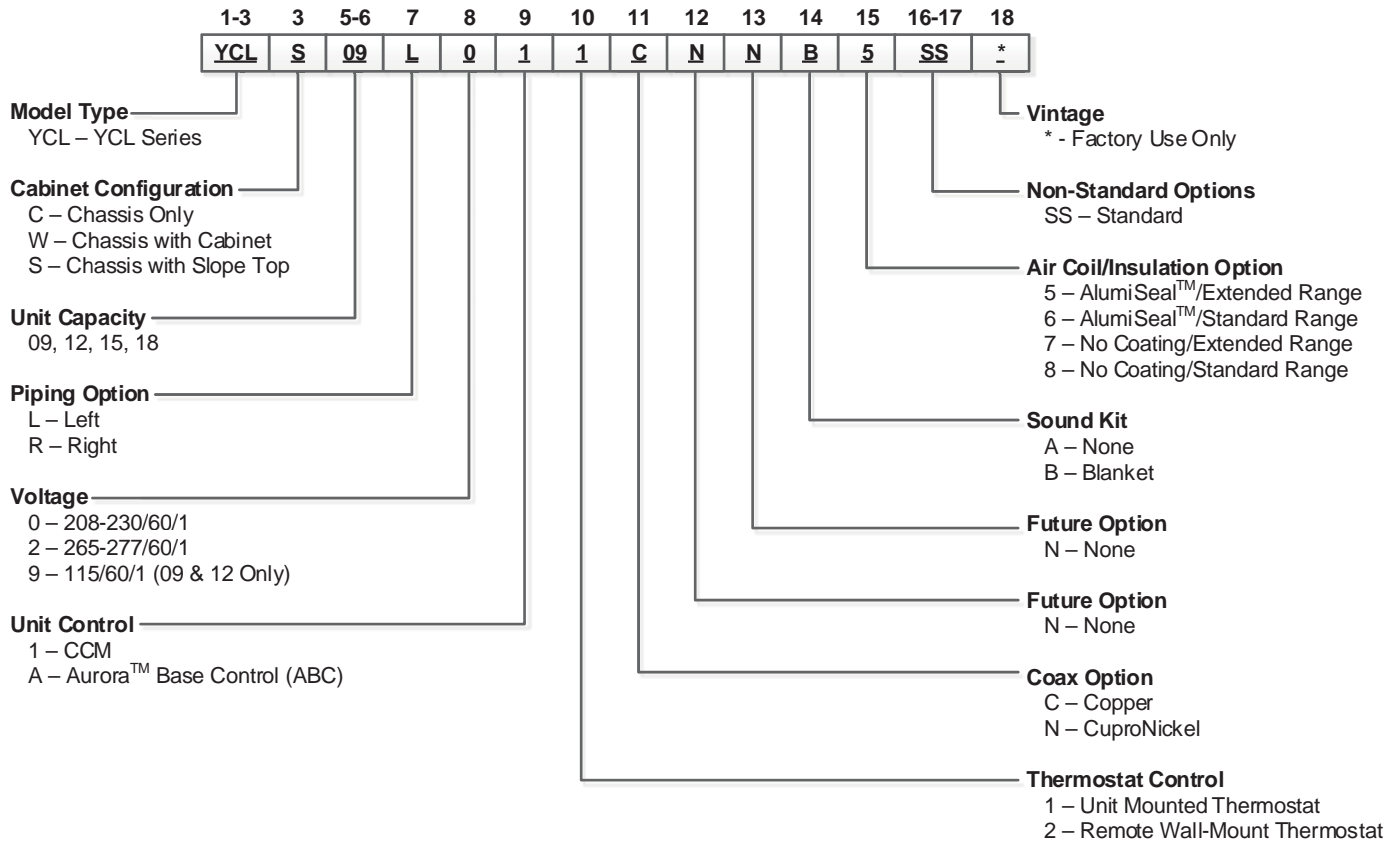 1-3 3 5-6 7 8 9 10 11 12 13 14 15 16-17 18
YCL S 09 L 0 1 1 C N N B 5 SS *
Model Type
YCL – YCL Series
Cabinet Configuration
C – Chassis Only
W – Chassis with Cabinet
S – Chassis with Slope Top
Unit Capacity
09, 12, 15, 18
Piping Option
L – Left
R – Right
Voltage
0 – 208-230/60/1
2 – 265-277/60/1
9 – 115/60/1 (09 & 12 Only)
Unit Control
1 – CCM
A – Aurora™ Base Control (ABC)
Vintage
* - Factory Use Only
Non-Standard Options
SS – Standard
Air Coil/Insulation Option
5 – AlumiSeal™/Extended Range
6 – AlumiSeal™/Standard Range
7 – No Coating/Extended Range
8 – No Coating/Standard Range
Sound Kit
A – None
B – Blanket
Future Option
N – None
Future Option
N – None
Coax Option
C – Copper
N – CuproNickel
Thermostat Control
1 – Unit Mounted Thermostat
2 – Remote Wall-Mount Thermostat